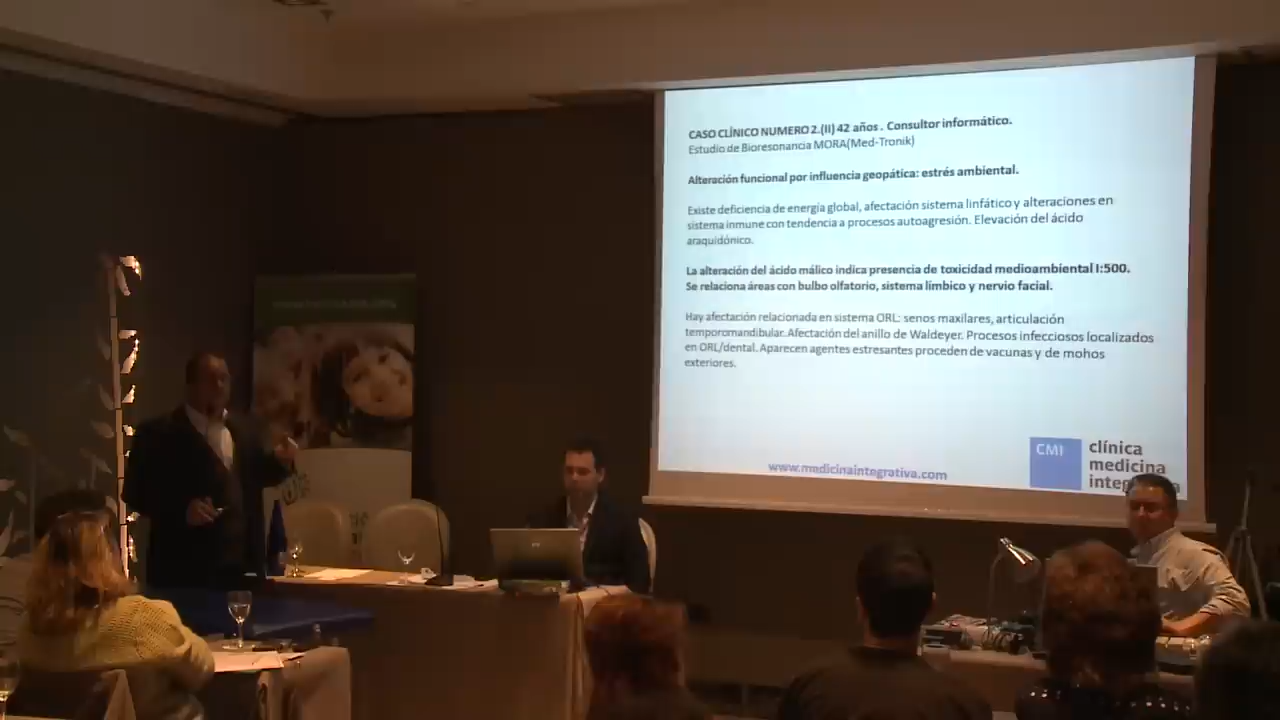 CASO CLÍNICO NUMERO 2.(II) 42 años . Consultor informático.
Estudio de Bioresonancia MORA(Med-Tronik)
Alteración funcional por influencia geopática: estrés ambiental.
Existe deficiencia de energía global, afectación sistema linfático y alteraciones en
sistema inmune con tendencia a procesos autoagresión. Elevación del ácido
araquidónico.
La alteración del ácido málico indica presencia de toxicidad medioambiental I:500.
Se relaciona áreas con bulbo olfatorio, sistema límbico y nervio facial.
Hay afectación relacionada en sistema ORL: senos maxilares, articulación
temporomandibular. Afectación del anillo de Waldeyer. Procesos infecciosos localizados
en ORL/dental. Aparecen agentes estresantes proceden de vacunas y de mohos
exteriores.
www.mdicinaintegrativa.com
CMI
clínica
medicina